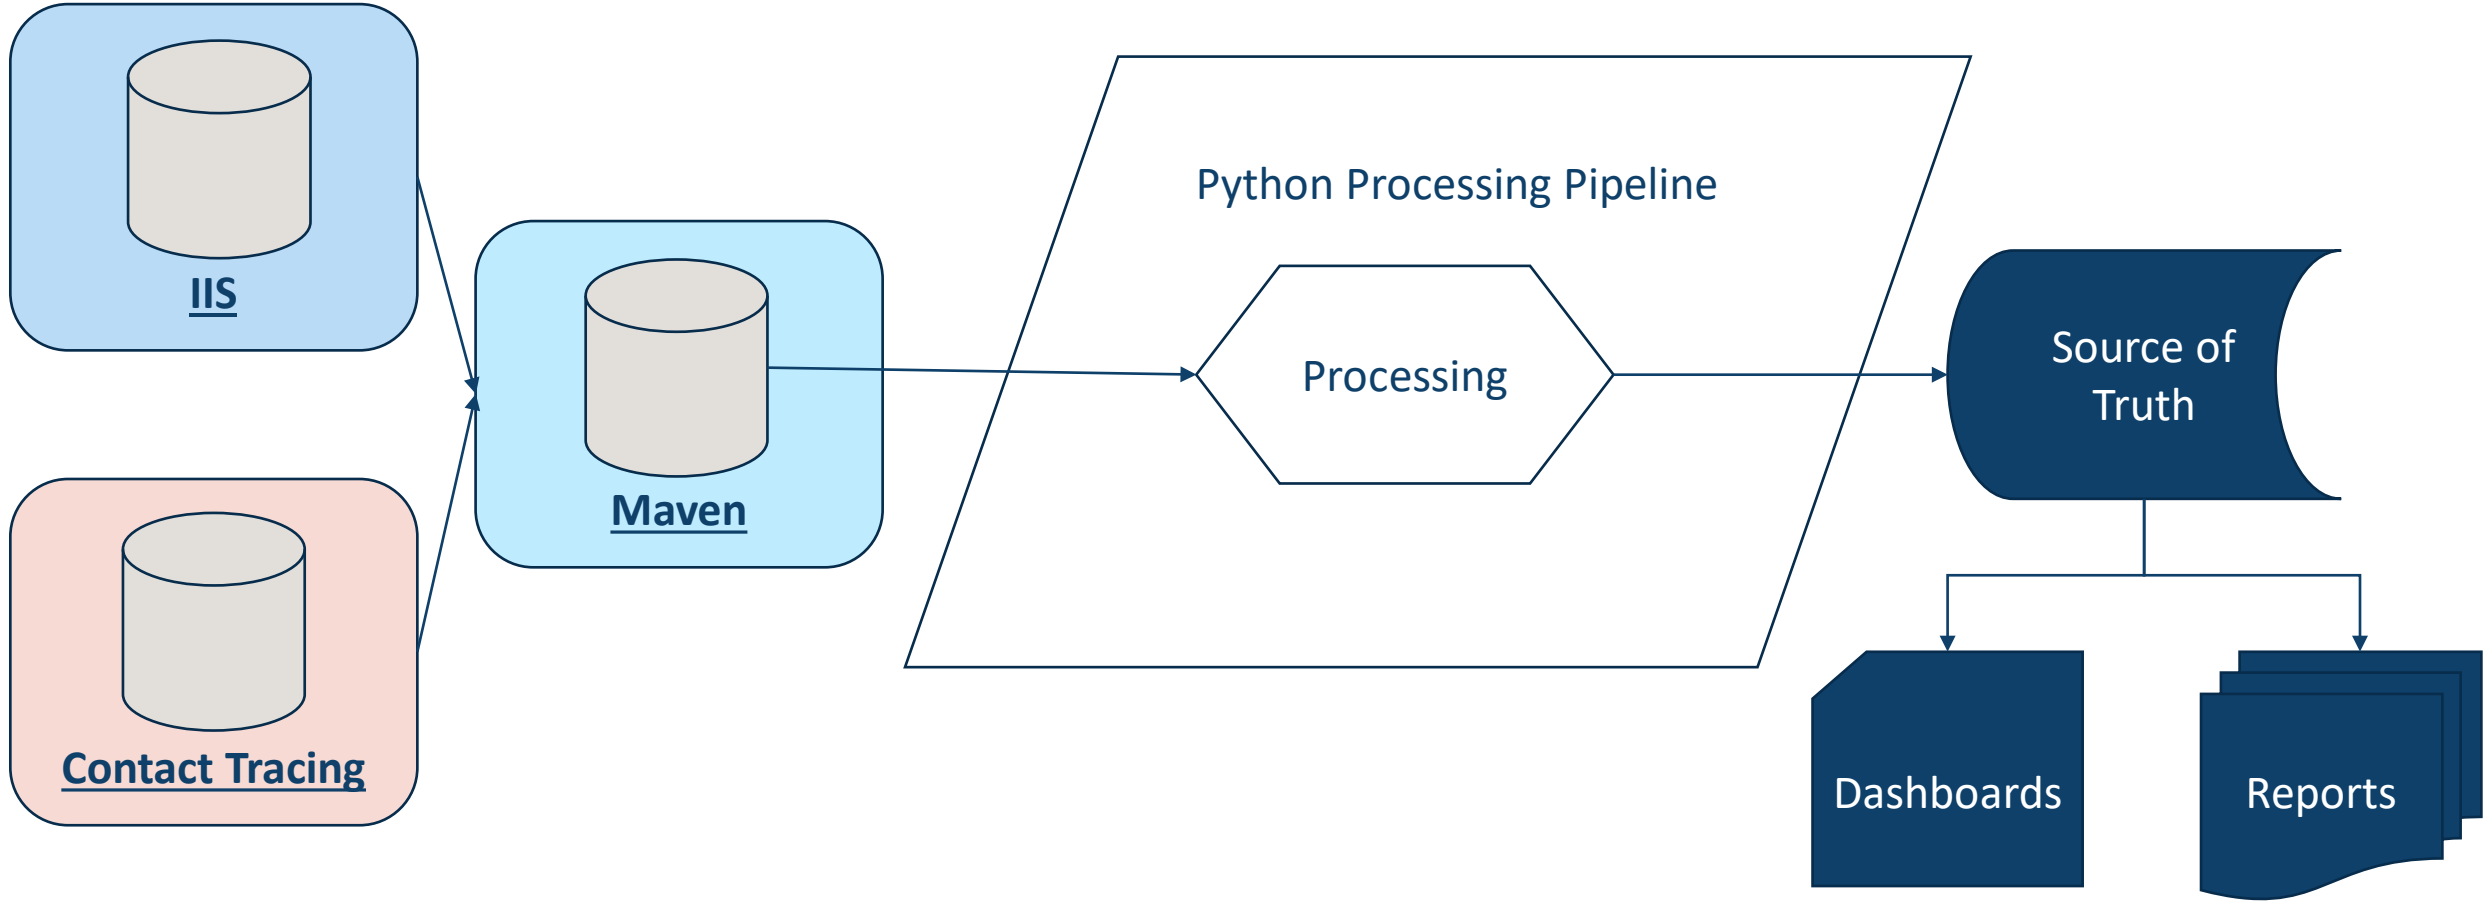 IIS
Contact Tracing
Maven
Python Processing Pipeline
Processing
Source of
Truth
Dashboards
Reports